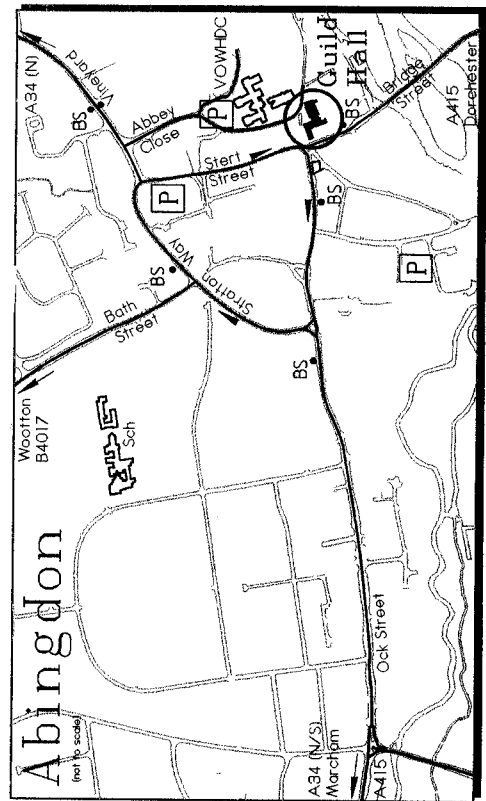 Abingdon
(not to scale)
Wootton
B4017
Bath
Street
Sch
A34 (N)
Vineyard
BS
Abbey
Close
P
VOWHDC
Stert
Street
P
Stratton
Way
BS
Guild
Hall
BS
Bridge
Street
A415
Dorchester
BS
P
BS
Ock Street
A34 (N/S)
Marcham
A415